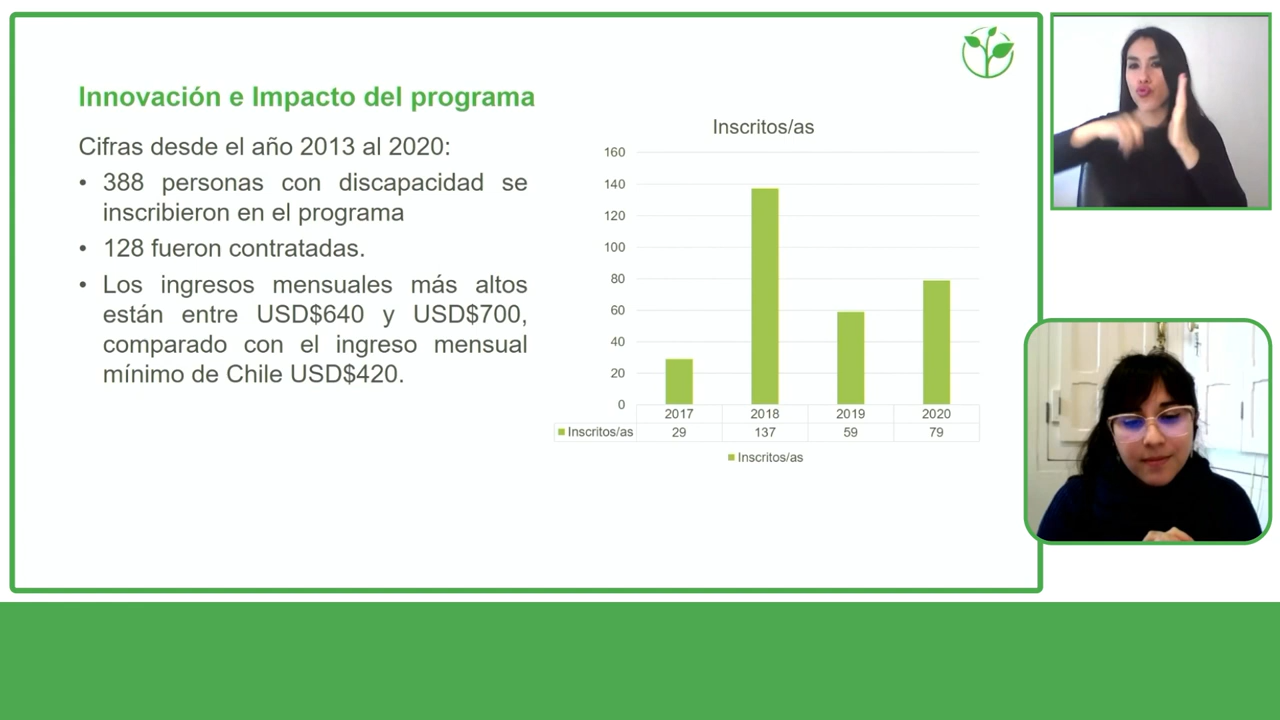 Innovación e Impacto del programa
Cifras desde el año 2013 al 2020:
• 388 personas con discapacidad se
inscribieron en el programa
• 128 fueron contratadas.
• Los ingresos mensuales más altos
están entre USD$640 y USD$700,
comparado con el ingreso mensual
mínimo de Chile USD$420.
Inscritos/as
160
140
120
100
80
60
40
20
0
2017 2018 2019 2020
Inscritos/as 29 137 59 79
Inscritos/as